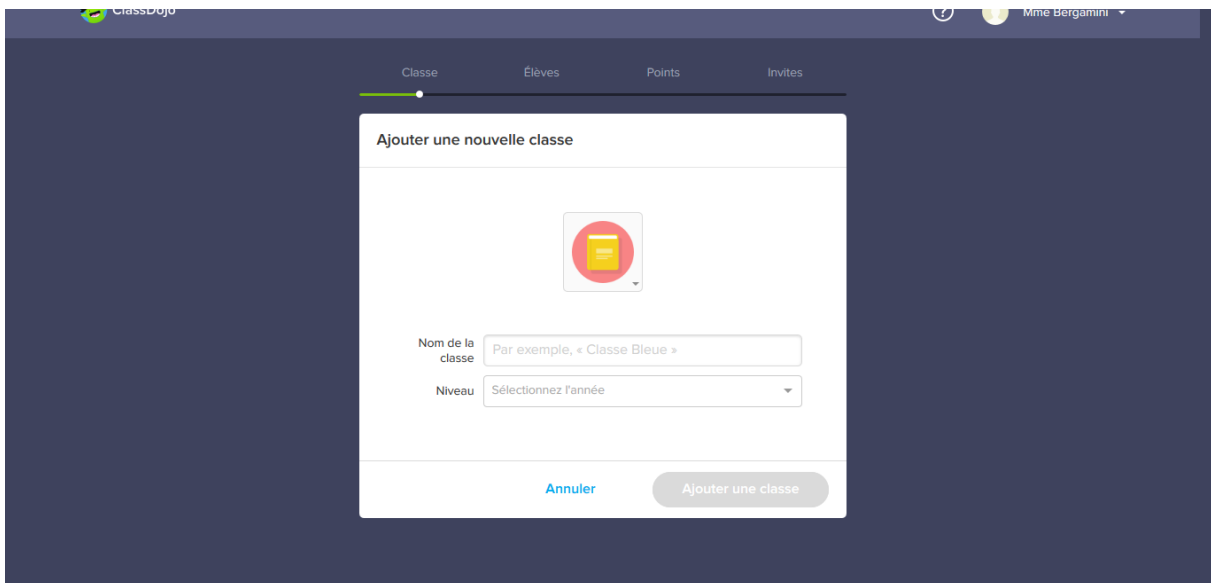 ClassDojo
? Mme Bergamini
Classe Élèves Points Invites
Ajouter une nouvelle classe
Nom de la
classe
Par exemple, « Classe Bleue »
Niveau Sélectionnez l'année
Annuler Ajouter une classe